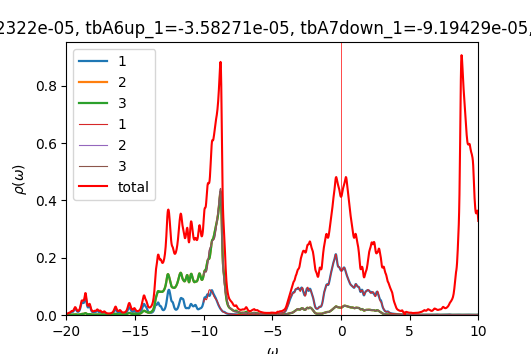 2322e-05, tbA6up_1=-3.58271e-05, tbA7down_1=-9.19429e-05,
1
2
3
1
2
3
total
ρ(ω)
0.8
0.6
0.4
0.2
0.0
−20 −15 −10 −5 0 5 10
ω